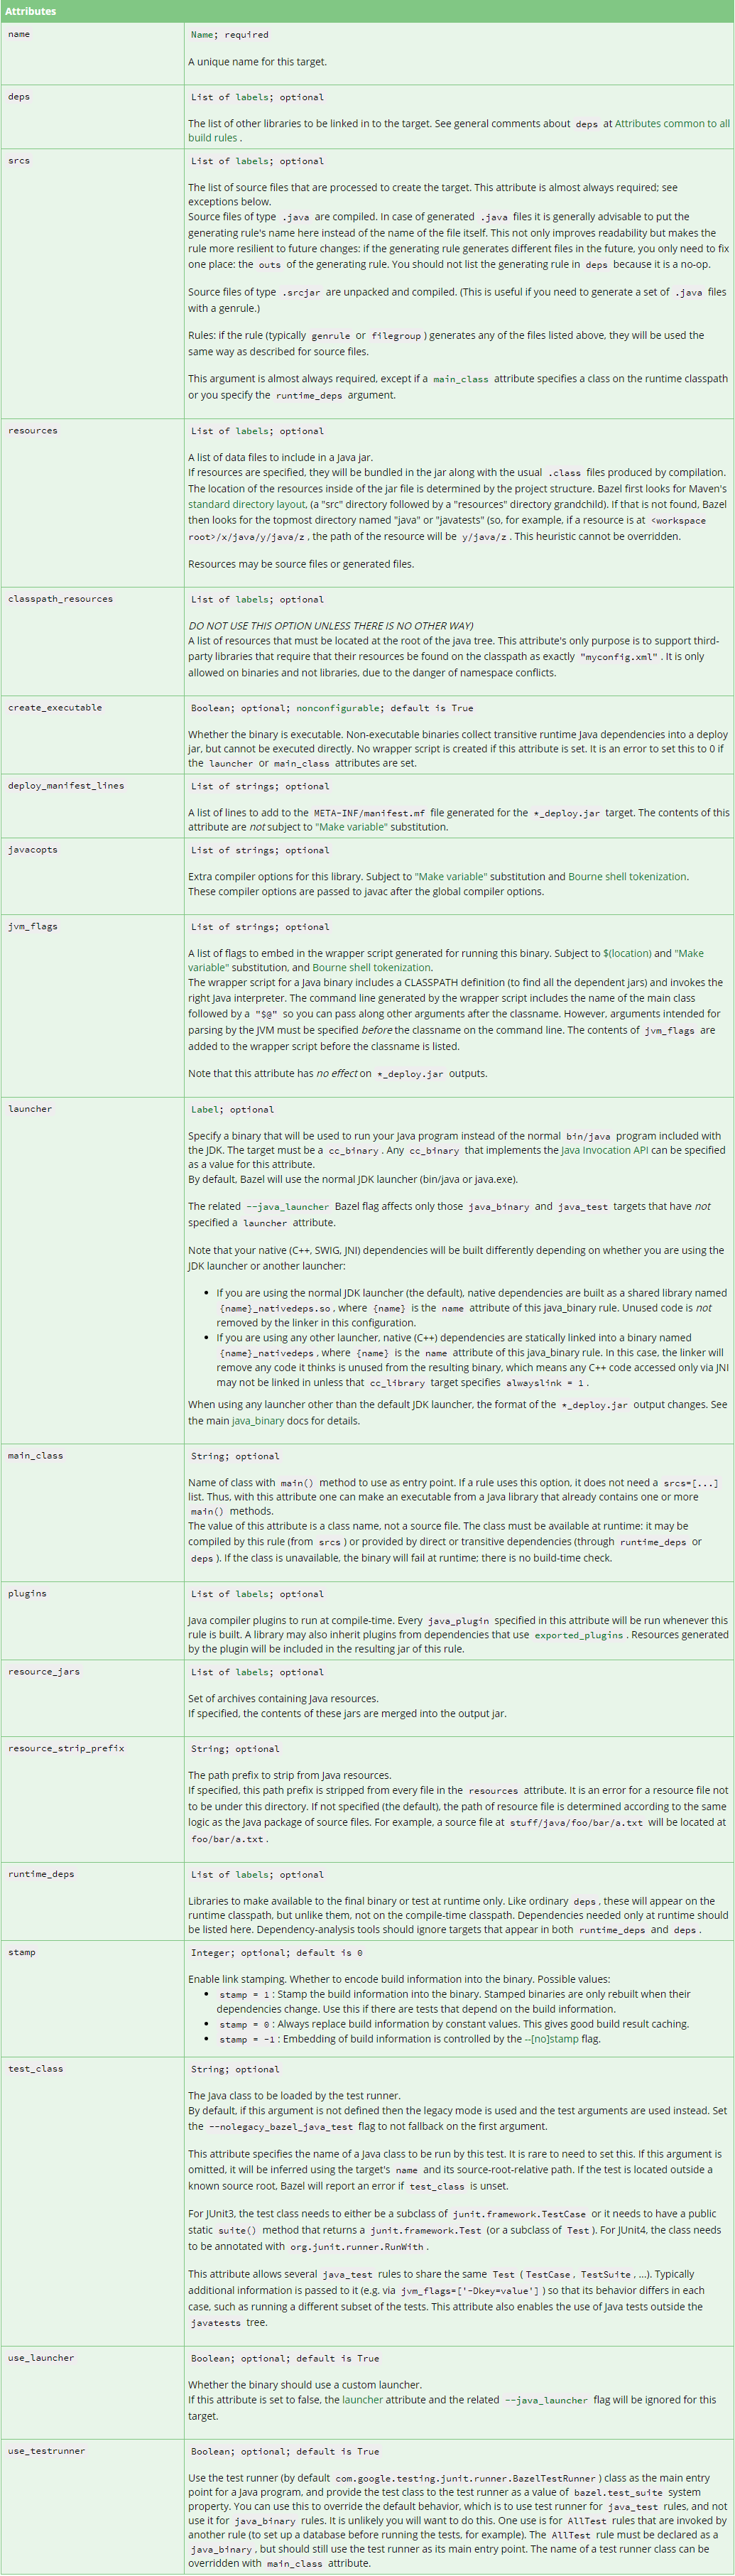 Attributes
name
Name; required
A unique name for this target.
deps
List of labels; optional
The list of other libraries to be linked in to the target. See general comments about deps at Attributes common to all
build rules .
srcs
List of labels; optional
The list of source files that are processed to create the target. This attribute is almost always required; see
exceptions below.
Source files of type .java are compiled. In case of generated .java files it is generally advisable to put the
generating rule's name here instead of the name of the file itself. This not only improves readability but makes the
rule more resilient to future changes: if the generating rule generates different files in the future, you only need to fix
one place: the outs of the generating rule. You should not list the generating rule in deps because it is a no-op.
Source files of type .srcjar are unpacked and compiled. (This is useful if you need to generate a set of .java files
with a genrule.)
Rules: if the rule (typically genrule or filegroup ) generates any of the files listed above, they will be used the
same way as described for source files.
This argument is almost always required, except if a main_class attribute specifies a class on the runtime classpath
or you specify the runtime_deps argument.
resources
List of labels; optional
A list of data files to include in a Java jar.
If resources are specified, they will be bundled in the jar along with the usual .class files produced by compilation.
The location of the resources inside of the jar file is determined by the project structure. Bazel first looks for Maven's
standard directory layout, (a "src" directory followed by a "resources" directory grandchild). If that is not found, Bazel
then looks for the topmost directory named "java" or "javatests" (so, for example, if a resource is at <workspace
root>/x/java/y/java/z , the path of the resource will be y/java/z . This heuristic cannot be overridden.
Resources may be source files or generated files.
classpath_resources
List of labels; optional
DO NOT USE THIS OPTION UNLESS THERE IS NO OTHER WAY)
A list of resources that must be located at the root of the java tree. This attribute's only purpose is to support third-
party libraries that require that their resources be found on the classpath as exactly "myconfig.xml" . It is only
allowed on binaries and not libraries, due to the danger of namespace conflicts.
create_executable
Boolean; optional; nonconfigurable; default is True
Whether the binary is executable. Non-executable binaries collect transitive runtime Java dependencies into a deploy
jar, but cannot be executed directly. No wrapper script is created if this attribute is set. It is an error to set this to 0 if
the launcher or main_class attributes are set.
deploy_manifest_lines
List of strings; optional
A list of lines to add to the META-INF/manifest.mf file generated for the *_deploy.jar target. The contents of this
attribute are not subject to "Make variable" substitution.
javacopts
List of strings; optional
Extra compiler options for this library. Subject to "Make variable" substitution and Bourne shell tokenization.
These compiler options are passed to javac after the global compiler options.
jvm_flags
List of strings; optional
A list of flags to embed in the wrapper script generated for running this binary. Subject to $(location) and "Make
variable" substitution, and Bourne shell tokenization.
The wrapper script for a Java binary includes a CLASSPATH definition (to find all the dependent jars) and invokes the
right Java interpreter. The command line generated by the wrapper script includes the name of the main class
followed by a "$@" so you can pass along other arguments after the classname. However, arguments intended for
parsing by the JVM must be specified before the classname on the command line. The contents of jvm_flags are
added to the wrapper script before the classname is listed.
Note that this attribute has no effect on *_deploy.jar outputs.
launcher
Label; optional
Specify a binary that will be used to run your Java program instead of the normal bin/java program included with
the JDK. The target must be a cc_binary . Any cc_binary that implements the Java Invocation API can be specified
as a value for this attribute.
By default, Bazel will use the normal JDK launcher (bin/java or java.exe).
The related --java_launcher Bazel flag affects only those java_binary and java_test targets that have not
specified a launcher attribute.
Note that your native (C++, SWIG, JNI) dependencies will be built differently depending on whether you are using the
JDK launcher or another launcher:
• If you are using the normal JDK launcher (the default), native dependencies are built as a shared library named
{name}_nativedeps.so , where {name} is the name attribute of this java_binary rule. Unused code is not
removed by the linker in this configuration.
• If you are using any other launcher, native (C++) dependencies are statically linked into a binary named
{name}_nativedeps , where {name} is the name attribute of this java_binary rule. In this case, the linker will
remove any code it thinks is unused from the resulting binary, which means any C++ code accessed only via JNI
may not be linked in unless that cc_library target specifies alwayslink = 1 .
When using any launcher other than the default JDK launcher, the format of the *_deploy.jar output changes. See
the main java_binary docs for details.
main_class
String; optional
Name of class with main() method to use as entry point. If a rule uses this option, it does not need a srcs=[...]
list. Thus, with this attribute one can make an executable from a Java library that already contains one or more
main() methods.
The value of this attribute is a class name, not a source file. The class must be available at runtime: it may be
compiled by this rule (from srcs ) or provided by direct or transitive dependencies (through runtime_deps or
deps ). If the class is unavailable, the binary will fail at runtime; there is no build-time check.
plugins
List of labels; optional
Java compiler plugins to run at compile-time. Every java_plugin specified in this attribute will be run whenever this
rule is built. A library may also inherit plugins from dependencies that use exported_plugins . Resources generated
by the plugin will be included in the resulting jar of this rule.
resource_jars
List of labels; optional
Set of archives containing Java resources.
If specified, the contents of these jars are merged into the output jar.
resource_strip_prefix
String; optional
The path prefix to strip from Java resources.
If specified, this path prefix is stripped from every file in the resources attribute. It is an error for a resource file not
to be under this directory. If not specified (the default), the path of resource file is determined according to the same
logic as the Java package of source files. For example, a source file at stuff/java/foo/bar/a.txt will be located at
foo/bar/a.txt .
runtime_deps
List of labels; optional
Libraries to make available to the final binary or test at runtime only. Like ordinary deps , these will appear on the
runtime classpath, but unlike them, not on the compile-time classpath. Dependencies needed only at runtime should
be listed here. Dependency-analysis tools should ignore targets that appear in both runtime_deps and deps .
stamp
Integer; optional; default is 0
Enable link stamping. Whether to encode build information into the binary. Possible values:
• stamp = 1 : Stamp the build information into the binary. Stamped binaries are only rebuilt when their
dependencies change. Use this if there are tests that depend on the build information.
• stamp = 0 : Always replace build information by constant values. This gives good build result caching.
• stamp = -1 : Embedding of build information is controlled by the --[no]stamp flag.
test_class
String; optional
The Java class to be loaded by the test runner.
By default, if this argument is not defined then the legacy mode is used and the test arguments are used instead. Set
the --nolegacy_bazel_java_test flag to not fallback on the first argument.
This attribute specifies the name of a Java class to be run by this test. It is rare to need to set this. If this argument is
omitted, it will be inferred using the target's name and its source-root-relative path. If the test is located outside a
known source root, Bazel will report an error if test_class is unset.
For JUnit3, the test class needs to either be a subclass of junit.framework.TestCase or it needs to have a public
static suite() method that returns a junit.framework.Test (or a subclass of Test ). For JUnit4, the class needs
to be annotated with org.junit.runner.RunWith .
This attribute allows several java_test rules to share the same Test ( TestCase , TestSuite , ...). Typically
additional information is passed to it (e.g. via jvm_flags=['-Dkey=value'] ) so that its behavior differs in each
case, such as running a different subset of the tests. This attribute also enables the use of Java tests outside the
javatests tree.
use_launcher
Boolean; optional; default is True
Whether the binary should use a custom launcher.
If this attribute is set to false, the launcher attribute and the related --java_launcher flag will be ignored for this
target.
use_testrunner
Boolean; optional; default is True
Use the test runner (by default com.google.testing.junit.runner.BazelTestRunner ) class as the main entry
point for a Java program, and provide the test class to the test runner as a value of bazel.test_suite system
property. You can use this to override the default behavior, which is to use test runner for java_test rules, and not
use it for java_binary rules. It is unlikely you will want to do this. One use is for AllTest rules that are invoked by
another rule (to set up a database before running the tests, for example). The AllTest rule must be declared as a
java_binary , but should still use the test runner as its main entry point. The name of a test runner class can be
overridden with main_class attribute.